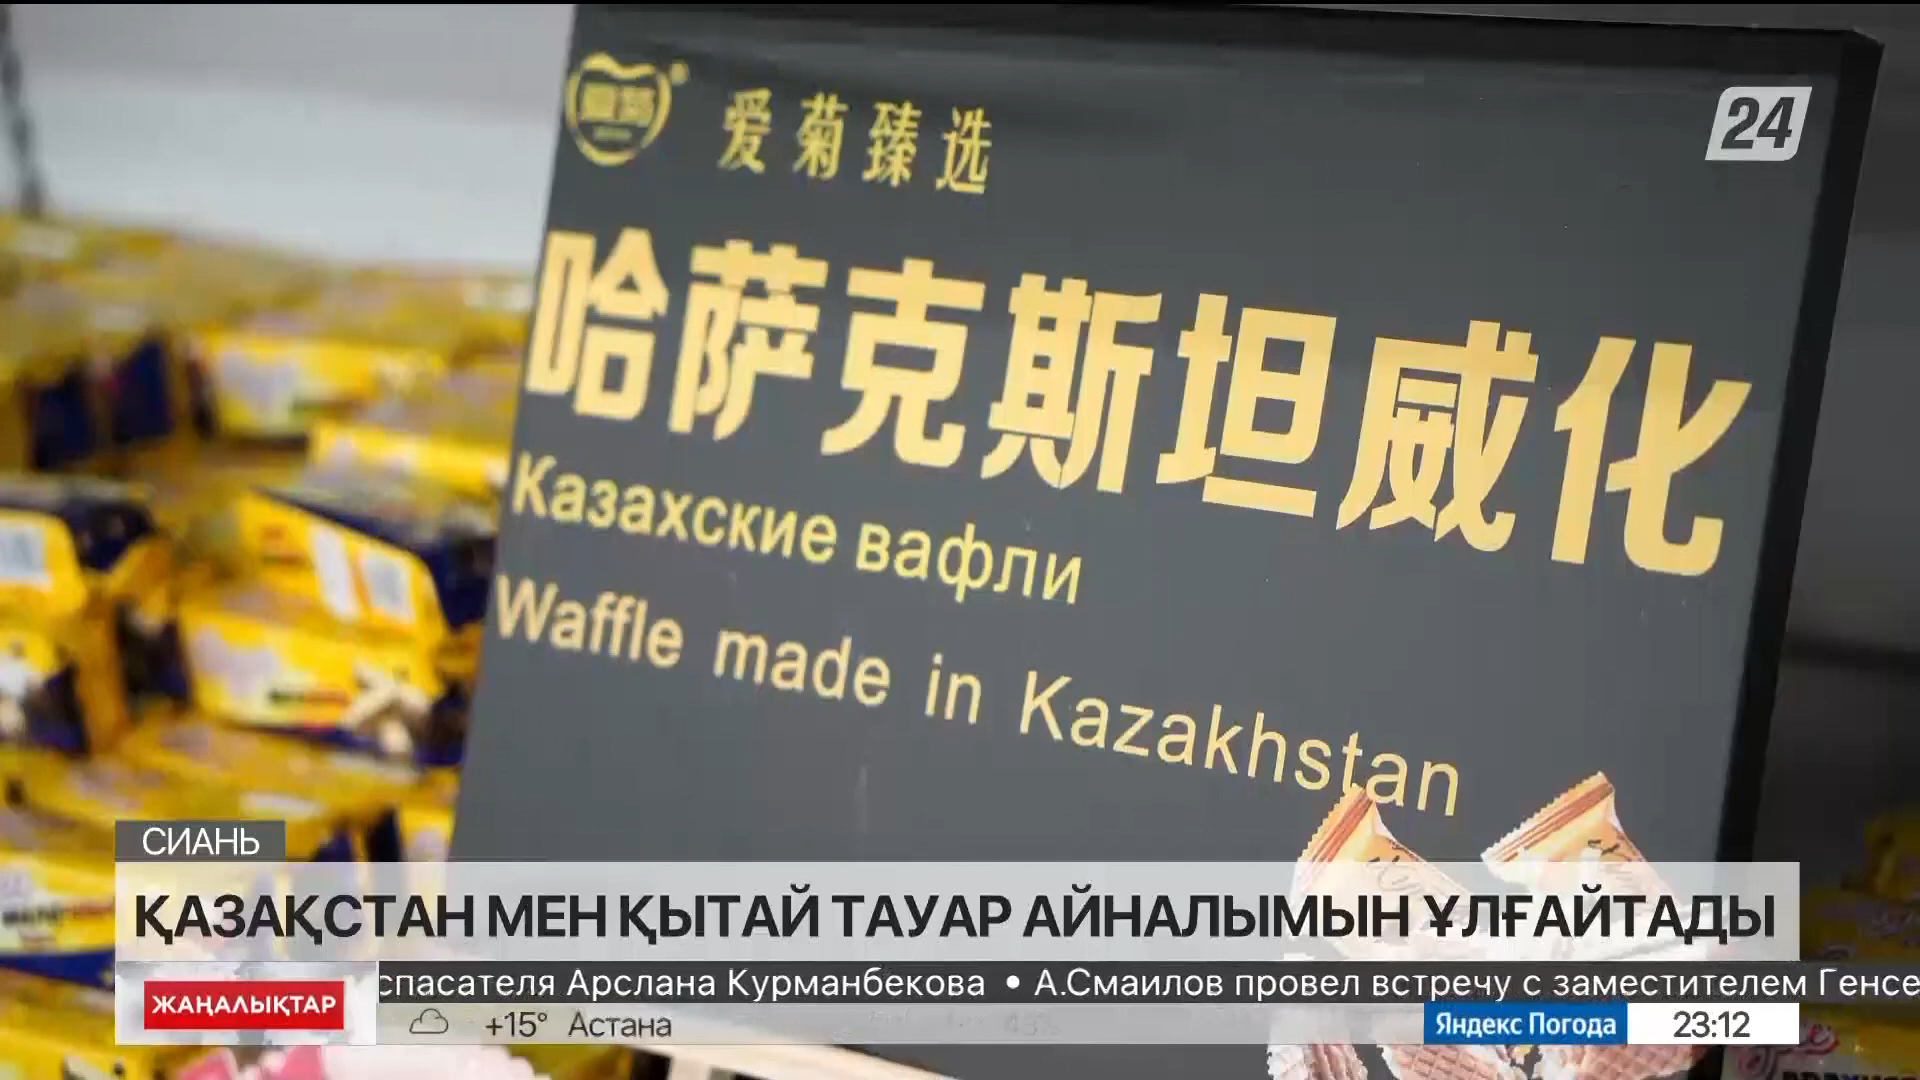 爱菊
爱菊臻选
24
哈萨克斯坦威化
Казахские вафли
Waffle made in Kazakhstan
СИАНЬ
ҚАЗАҚСТАН МЕН ҚЫТАЙ ТАУАР АЙНАЛЫМЫН ҰЛҒАЙТАДЫ
спасателя Арслана Курманбекова • А.Смаилов провел встречу с заместителем Генсе
ЖАҢАЛЫҚТАР
+15° Астана
Яндекс Погода
23:12